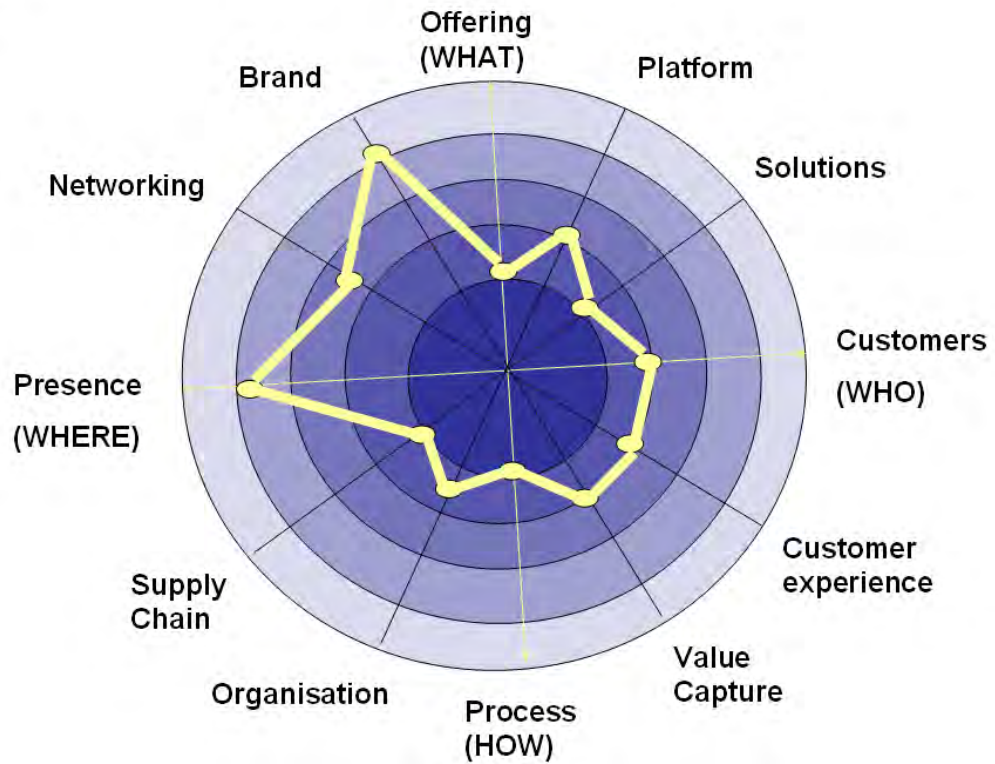 Offering
(WHAT)
Platform
Solutions
Customers
(WHO)
Customer
experience
Value
Capture
Process
(HOW)
Organisation
Supply
Chain
Presence
(WHERE)
Networking
Brand